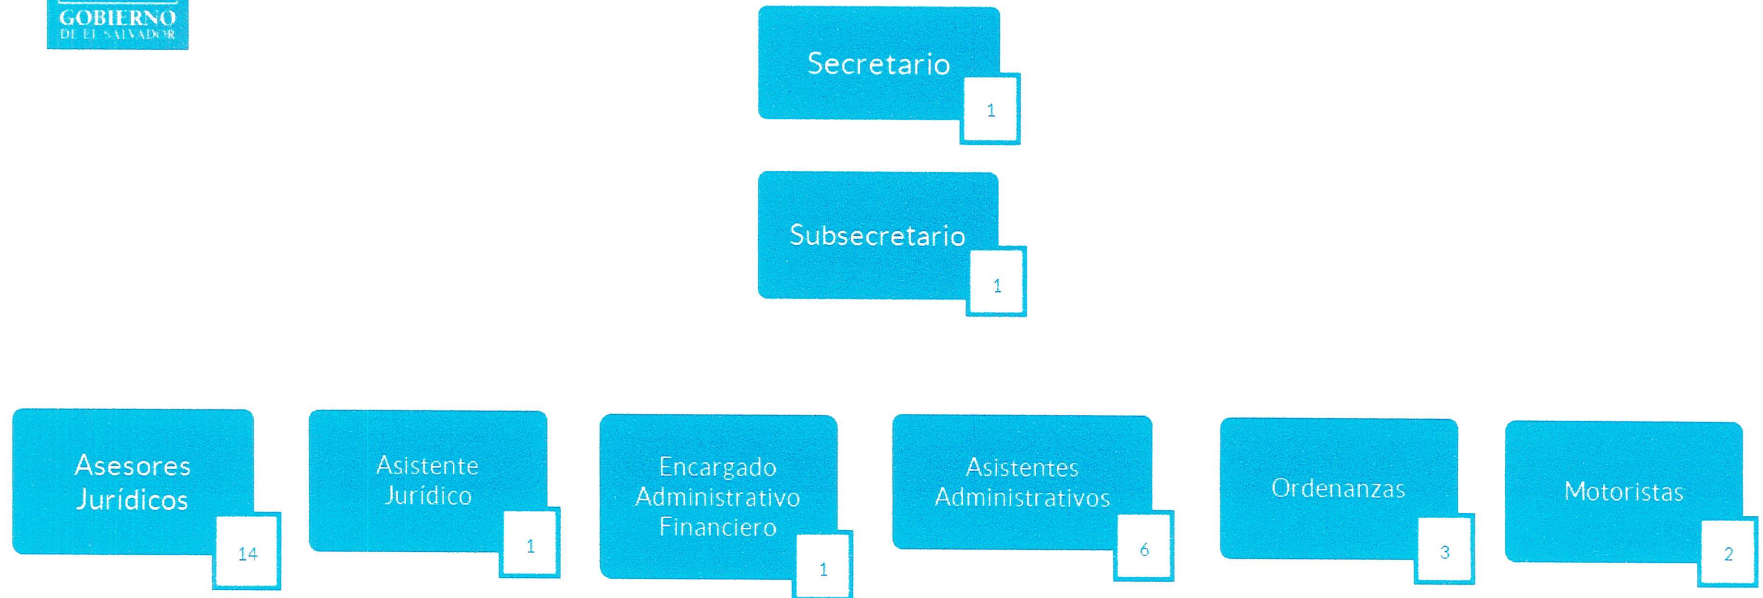 GOBIERNO
DE EL SALVADOR
Secretario
1
Subsecretario
1
Asesores
Jurídicos
14
Asistente
Jurídico
1
Encargado
Administrativo
Financiero
1
Asistentes
Administrativos
6
Ordenanzas
3
Motoristas
2